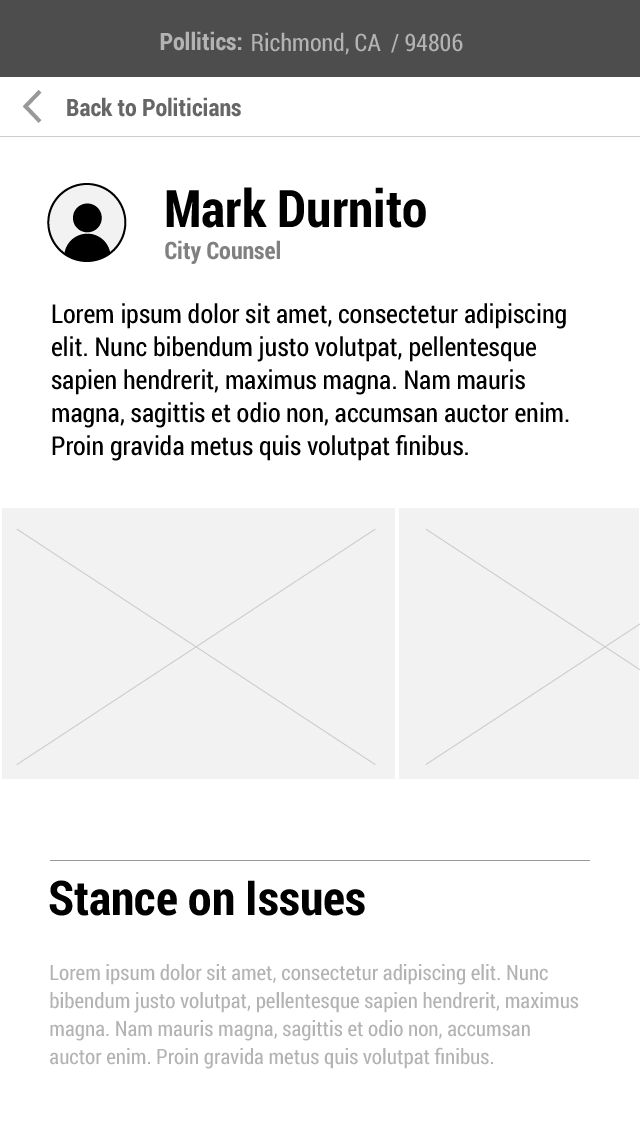 Pollitics: Richmond, CA / 94806
Back to Politicians
Mark Durnito
City Counsel
Lorem ipsum dolor sit amet, consectetur adipiscing
elit. Nunc bibendum justo volutpat, pellentesque
sapien hendrerit, maximus magna. Nam mauris
magna, sagittis et odio non, accumsan auctor enim.
Proin gravida metus quis volutpat finibus.
Stance on Issues
Lorem ipsum dolor sit amet, consectetur adipiscing elit. Nunc
bibendum justo volutpat, pellentesque sapien hendrerit, maximus
magna. Nam mauris magna, sagittis et odio non, accumsan
auctor enim. Proin gravida metus quis volutpat finibus.